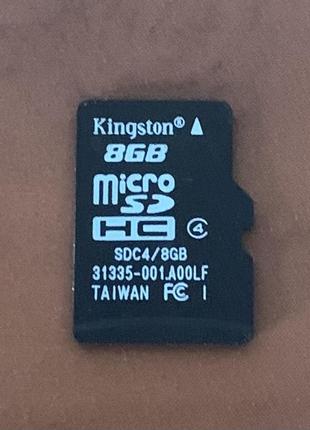 Kingston®
8GB
micro
SD
HC 4
SDC4/8GB
31335-001.A00LF
TAIWAN FC I